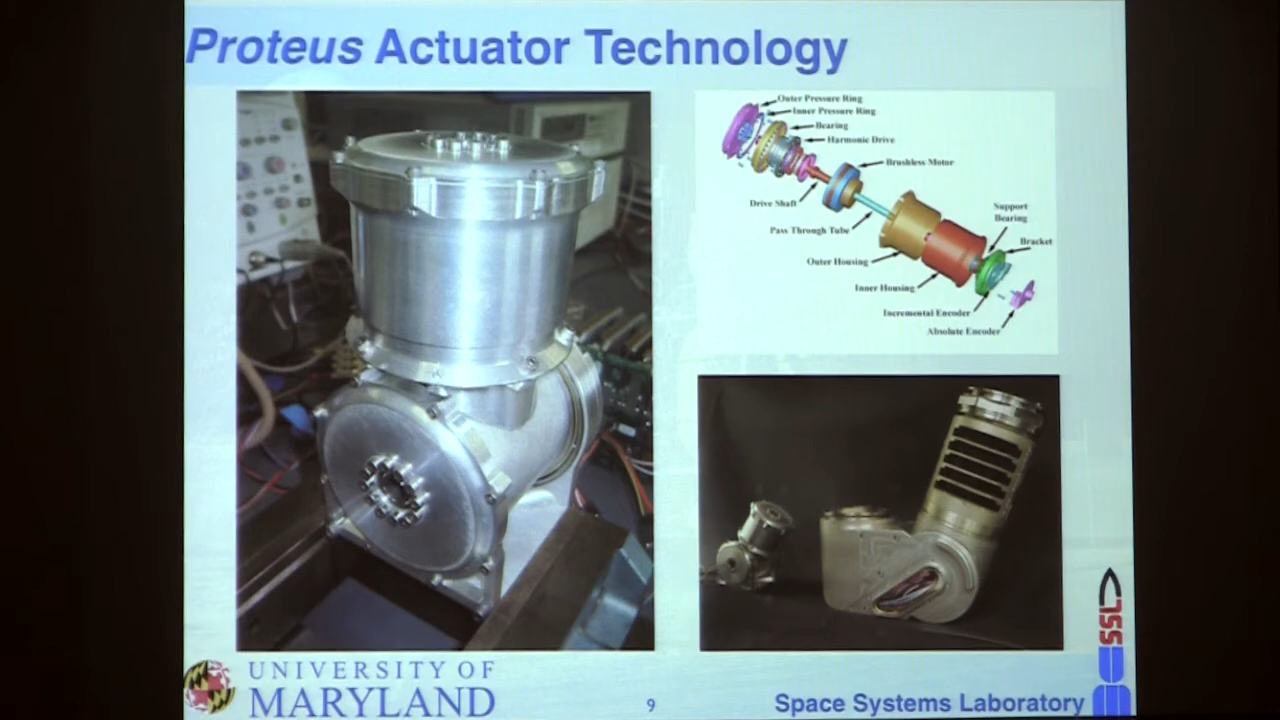 Proteus Actuator Technology
Outer Pressure Ring
Inner Pressure Ring
Bearing
Harmonic Drive
Brushless Motor
Drive Shaft
Pass Through Tube
Support
Bearing
Bracket
Outer Housing
Inner Housing
Incremental Encoder
Absolute Encoder
SSL
UNIVERSITY OF
MARYLAND
9
Space Systems Laboratory